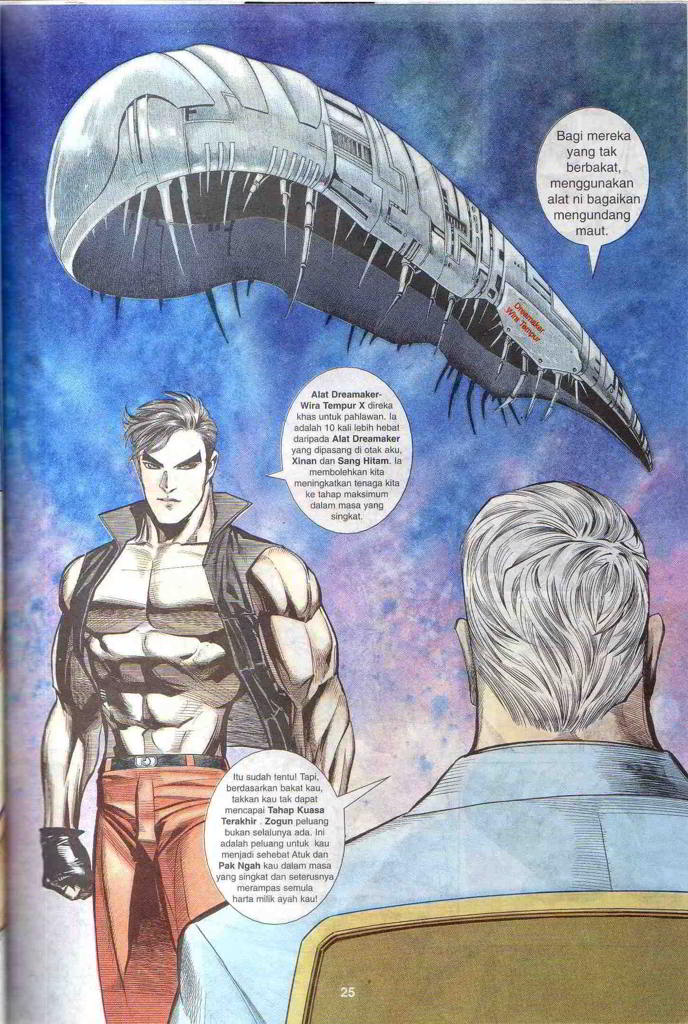 Bagi mereka
yang tak
berbakat,
menggunakan
alat ni bagaikan
mengundang
maut.
Dreamaker
Wira Tempur
Alat Dreamaker-
Wira Tempur X direka
khas untuk pahlawan. Ia
adalah 10 kali lebih hebat
daripada Alat Dreamaker
yang dipasang di otak aku,
Xinan dan Sang Hitam. Ia
membolehkan kita
meningkatkan tenaga kita
ke tahap maksimum
dalam masa yang
singkat.
Itu sudah tentu! Tapi,
berdasarkan bakat kau,
takkan kau tak dapat
mencapai Tahap Kuasa
Terakhir . Zogun peluang
bukan selalunya ada. Ini
adalah peluang untuk kau
menjadi sehebat Atuk dan
Pak Ngah kau dalam masa
yang singkat dan seterusnya
merampas semula
harta milik ayah kau!
25